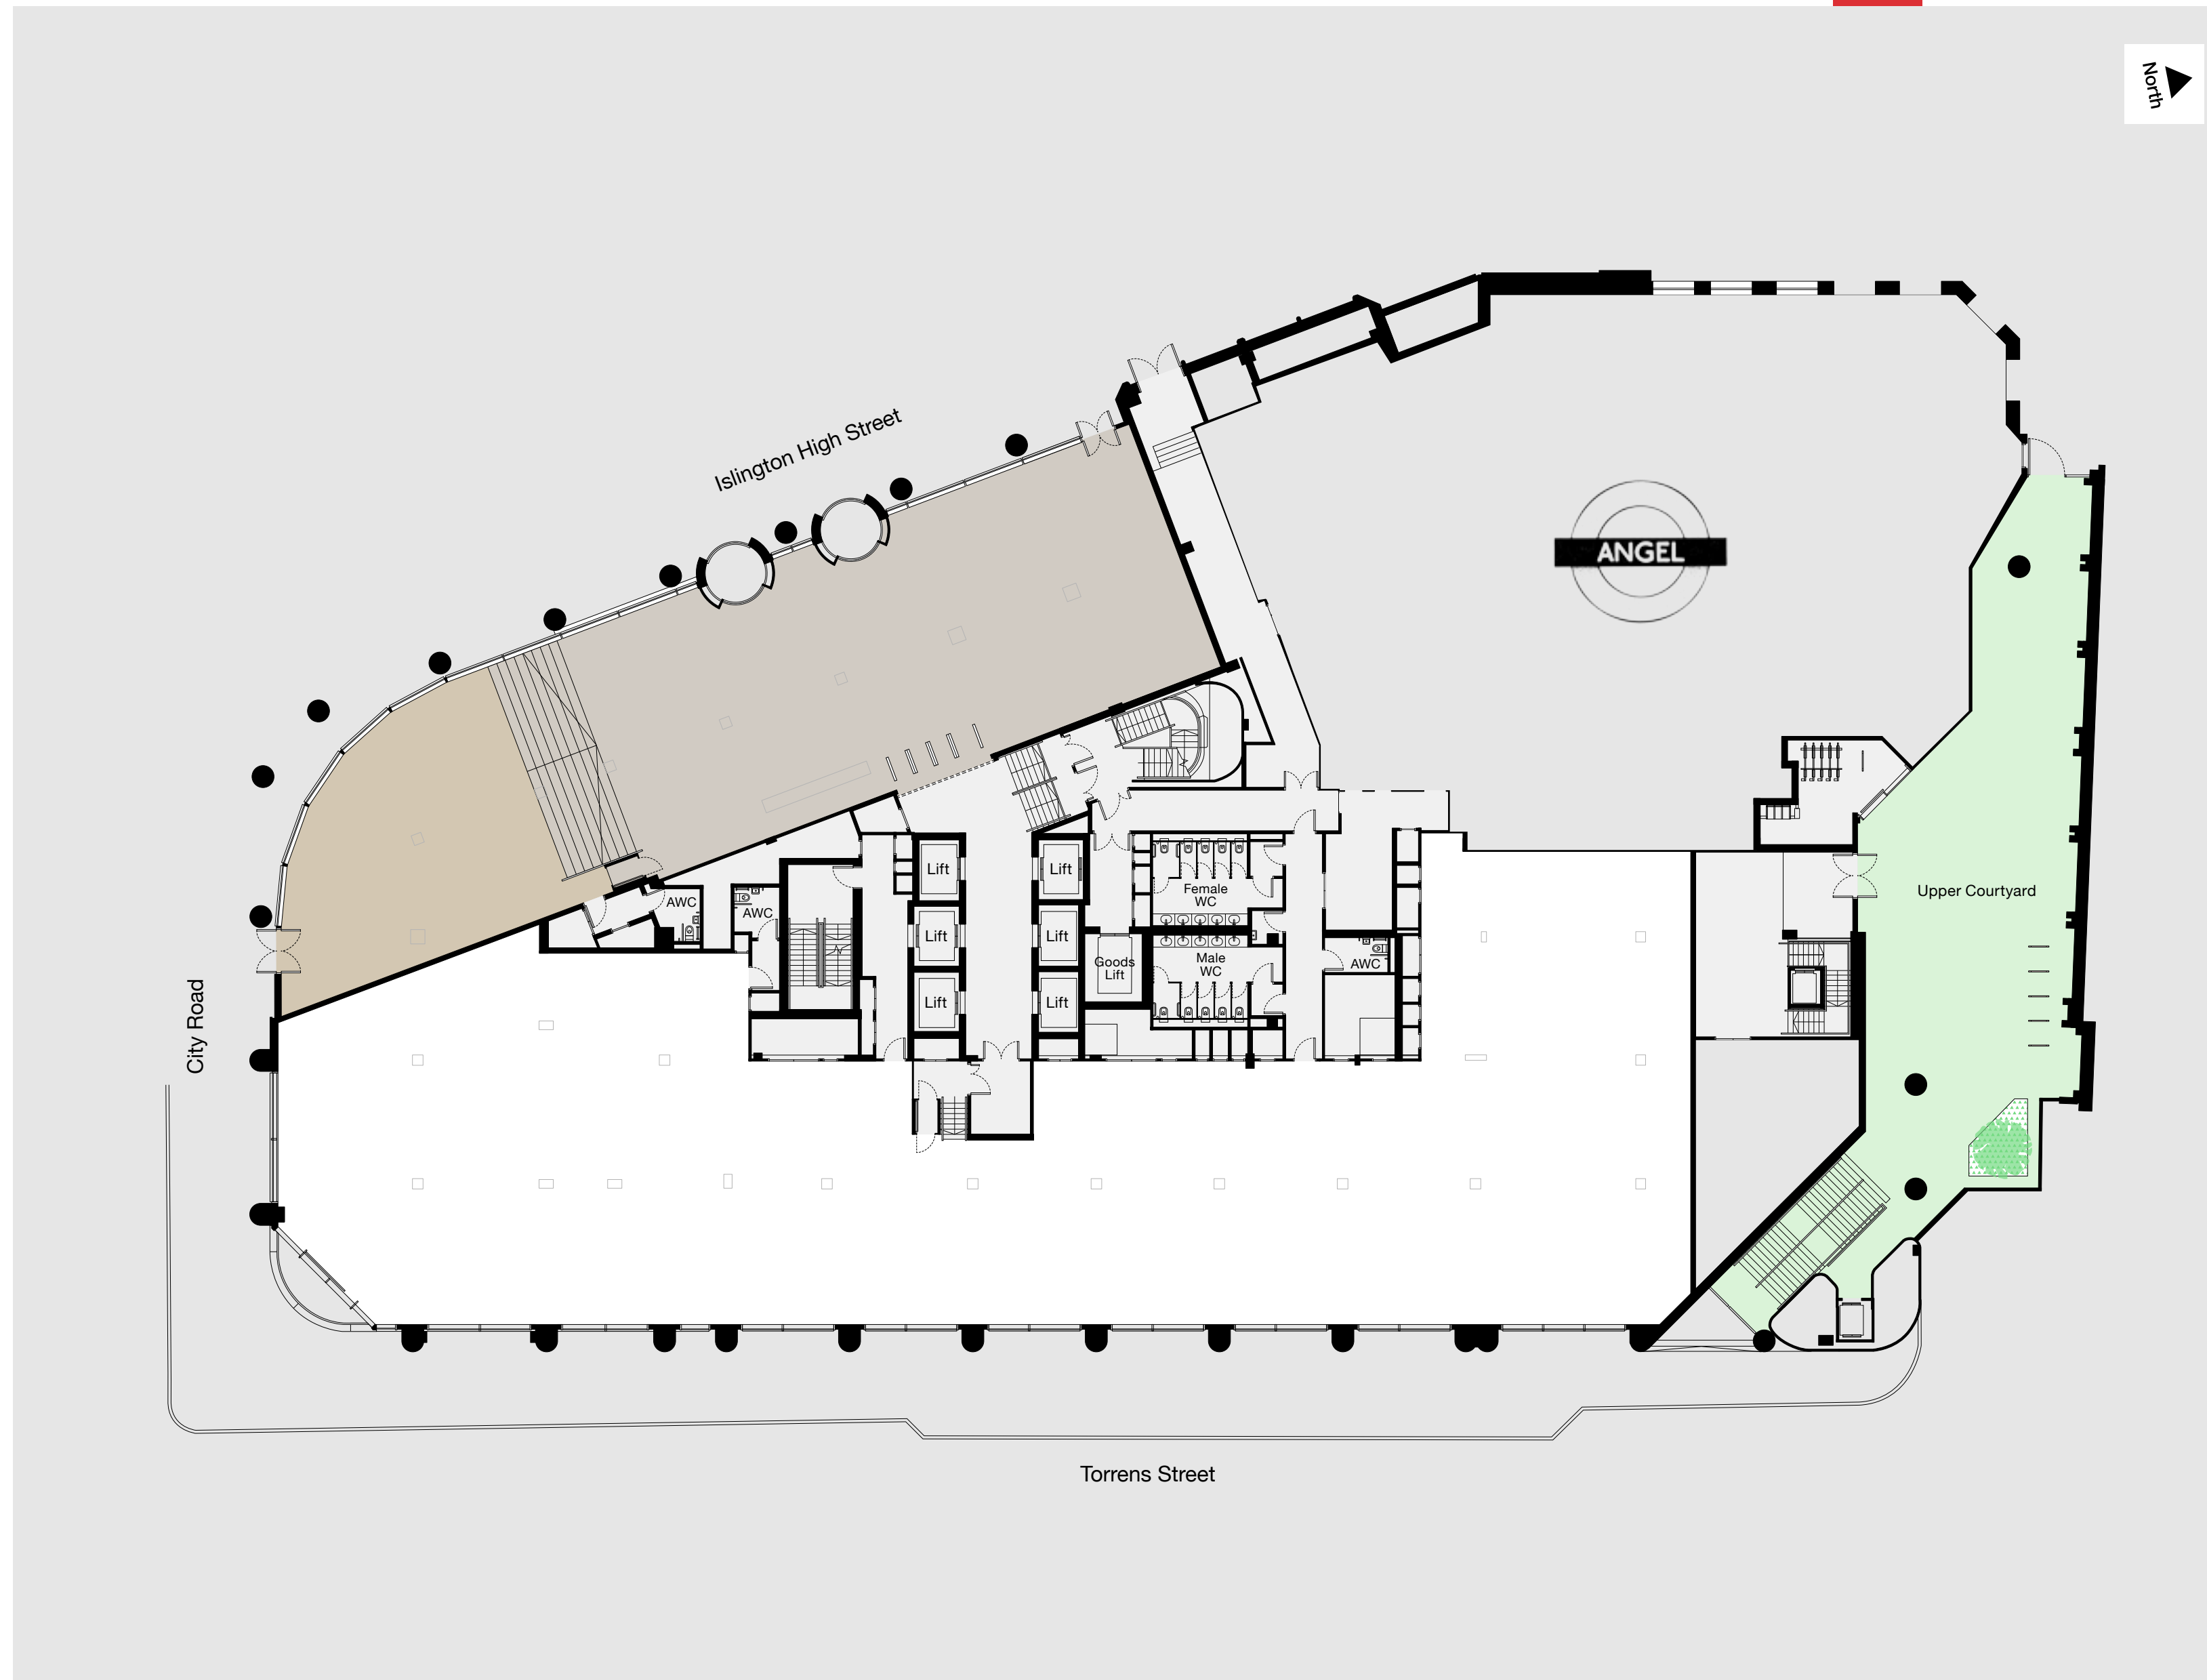 North
Islington High Street
ANGEL
Lift
Lift
Female
WC
Upper Courtyard
AWC
AWC
Lift
Lift
Goods
Lift
Male
WC
AWC
Lift
Lift
City Road
Torrens Street